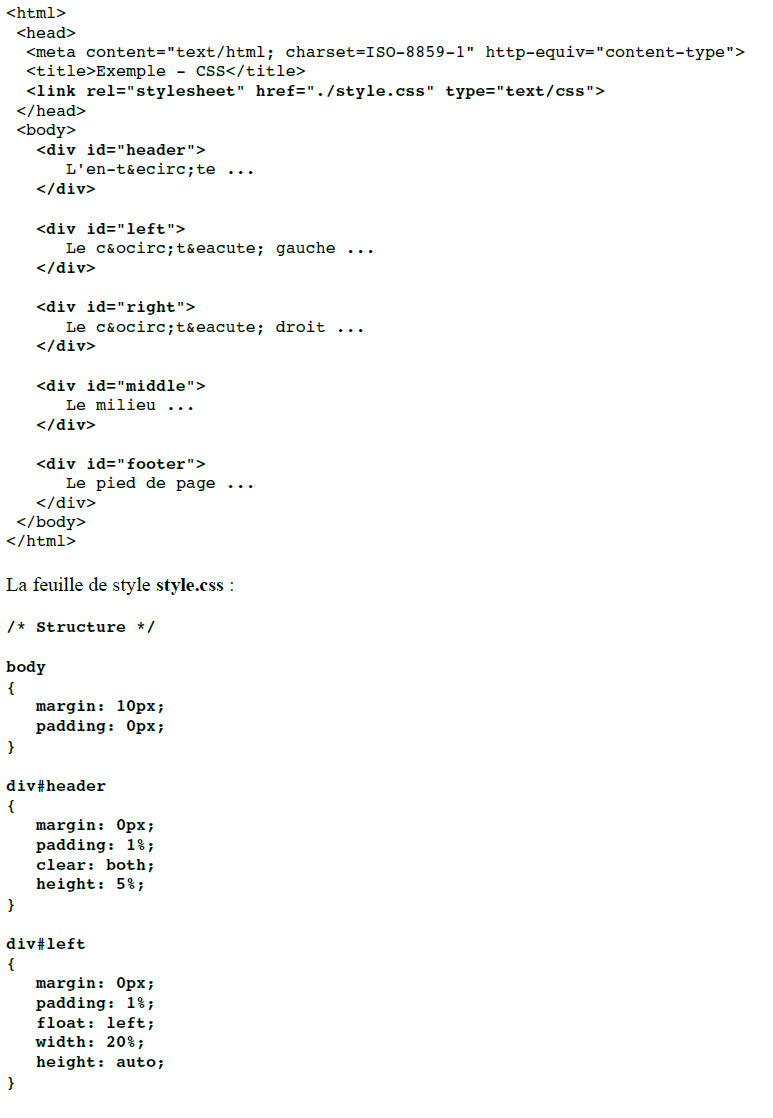 <html>
<head>
<meta content="text/html; charset=ISO-8859-1" http-equiv="content-type">
<title>Exemple - CSS</title>
<link rel="stylesheet" href="./style.css" type="text/css">
</head>
<body>
<div id="header">
L'en-t&ecirc;te ...
</div>
<div id="left">
Le c&ocirc;t&eacute; gauche ...
</div>
<div id="right">
Le c&ocirc;t&eacute; droit ...
</div>
<div id="middle">
Le milieu ...
</div>
<div id="footer">
Le pied de page ...
</div>
</body>
</html>
La feuille de style style.css :
/* Structure */
body
{
margin: 10px;
padding: 0px;
}
div#header
{
margin: 0px;
padding: 1%;
clear: both;
height: 5%;
}
div#left
{
margin: 0px;
padding: 1%;
float: left;
width: 20%;
height: auto;
}